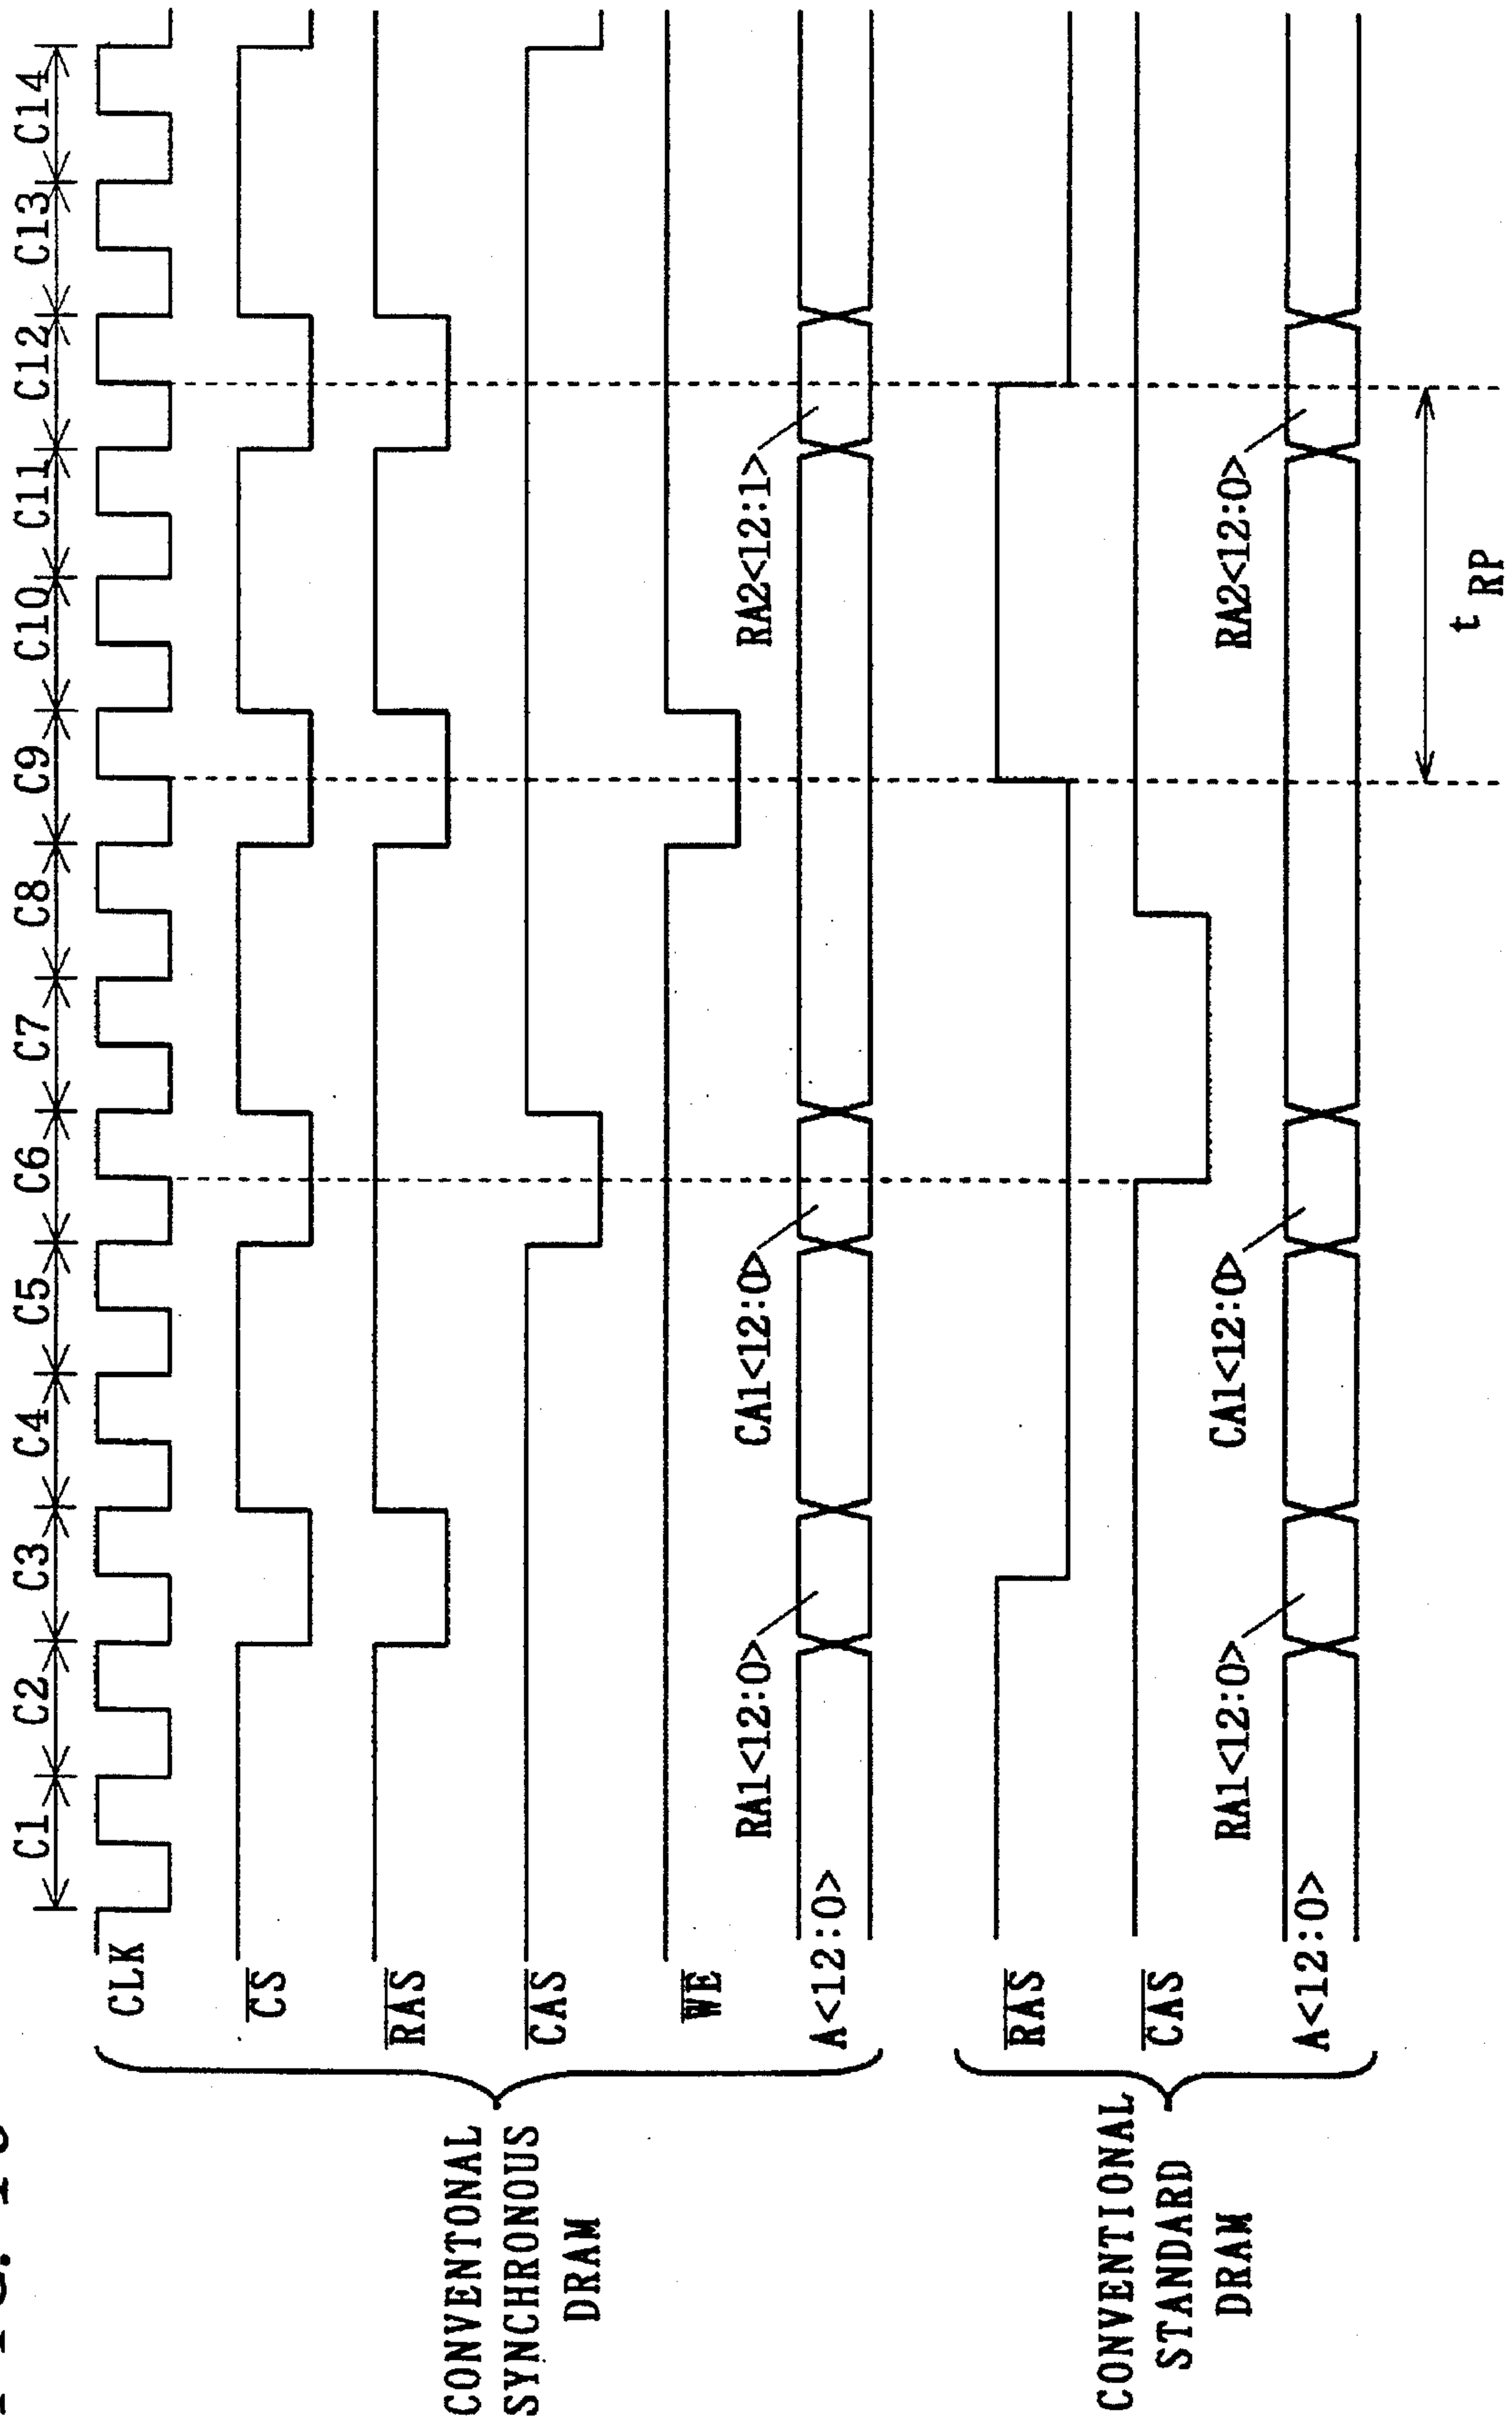 C1 C2 C3 C4 C5 C6 C7 C8 C9 C10 C11 C12 C13 C14
CONVENTONAL
SYNCHRONOUS
DRAM
CLK
CS
RAS
CAS
WE
RA1<12:0> CA1<12:0> RA2<12:1>
A<12:0>
CONVENTIONAL
STANDARD
DRAM
RAS
CAS
RA1<12:0> CA1<12:0> RA2<12:0>
A<12:0>
t RP